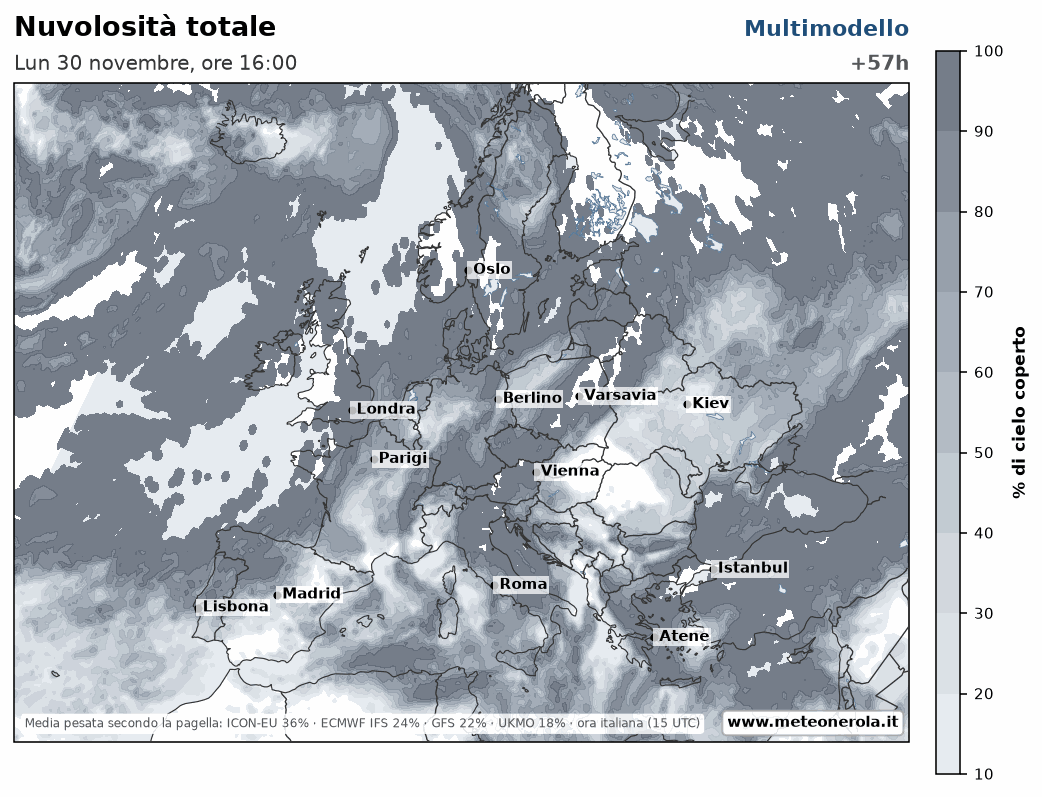 Nuvolosità totale
Multimodello
Lun 30 novembre, ore 16:00
+57h
100
90
80
70
60
50
40
30
20
10
% di cielo coperto
Oslo
Londra
Berlino
Varsavia
Kiev
Parigi
Vienna
Istanbul
Roma
Madrid
Lisbona
Atene
Media pesata secondo la pagella: ICON-EU 36% · ECMWF IFS 24% · GFS 22% · UKMO 18% · ora italiana (15 UTC)
www.meteonerola.it